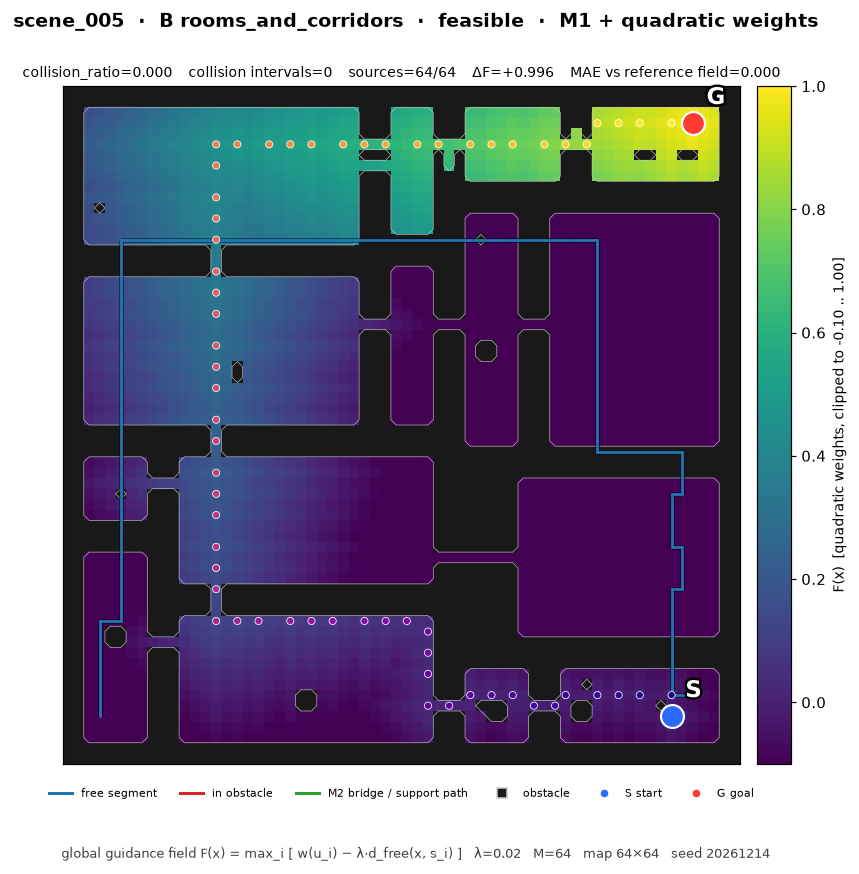 scene_005 · B rooms_and_corridors · feasible · M1 + quadratic weights
collision_ratio=0.000 collision intervals=0 sources=64/64 ΔF=+0.996 MAE vs reference field=0.000
G
S
1.0
0.8
0.6
0.4
0.2
0.0
F(x) [quadratic weights, clipped to -0.10 .. 1.00]
free segment
in obstacle
M2 bridge / support path
obstacle
S start
G goal
global guidance field F(x) = max_i [ w(u_i) − λ·d_free(x, s_i) ] λ=0.02 M=64 map 64×64 seed 20261214